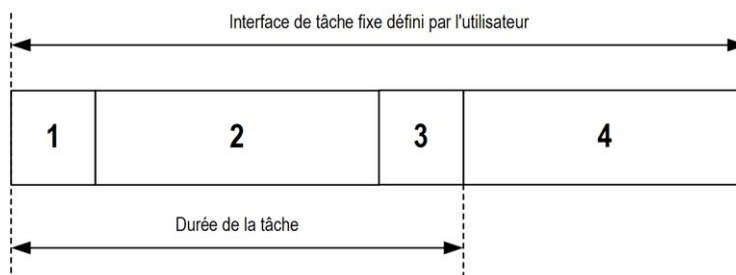 Interface de tâche fixe défini par l'utilisateur
1 2 3 4
Durée de la tâche